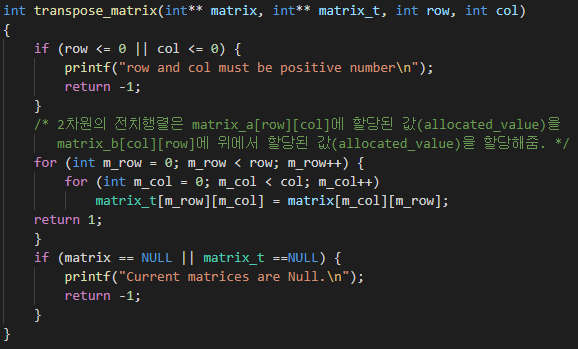 int transpose_matrix(int** matrix, int** matrix_t, int row, int col)
{
    if (row <= 0 || col <= 0) {
        printf("row and col must be positive number\n");
        return -1;
    }
    /* 2차원의 전치행렬은 matrix_a[row][col]에 할당된 값(allocated_value)을
       matrix_b[col][row]에 위에서 할당된 값(allocated_value)을 할당해줌. */
    for (int m_row = 0; m_row < row; m_row++) {
        for (int m_col = 0; m_col < col; m_col++)
            matrix_t[m_row][m_col] = matrix[m_col][m_row];
    return 1;
    }
    if (matrix == NULL || matrix_t ==NULL) {
        printf("Current matrices are Null.\n");
        return -1;
    }
}